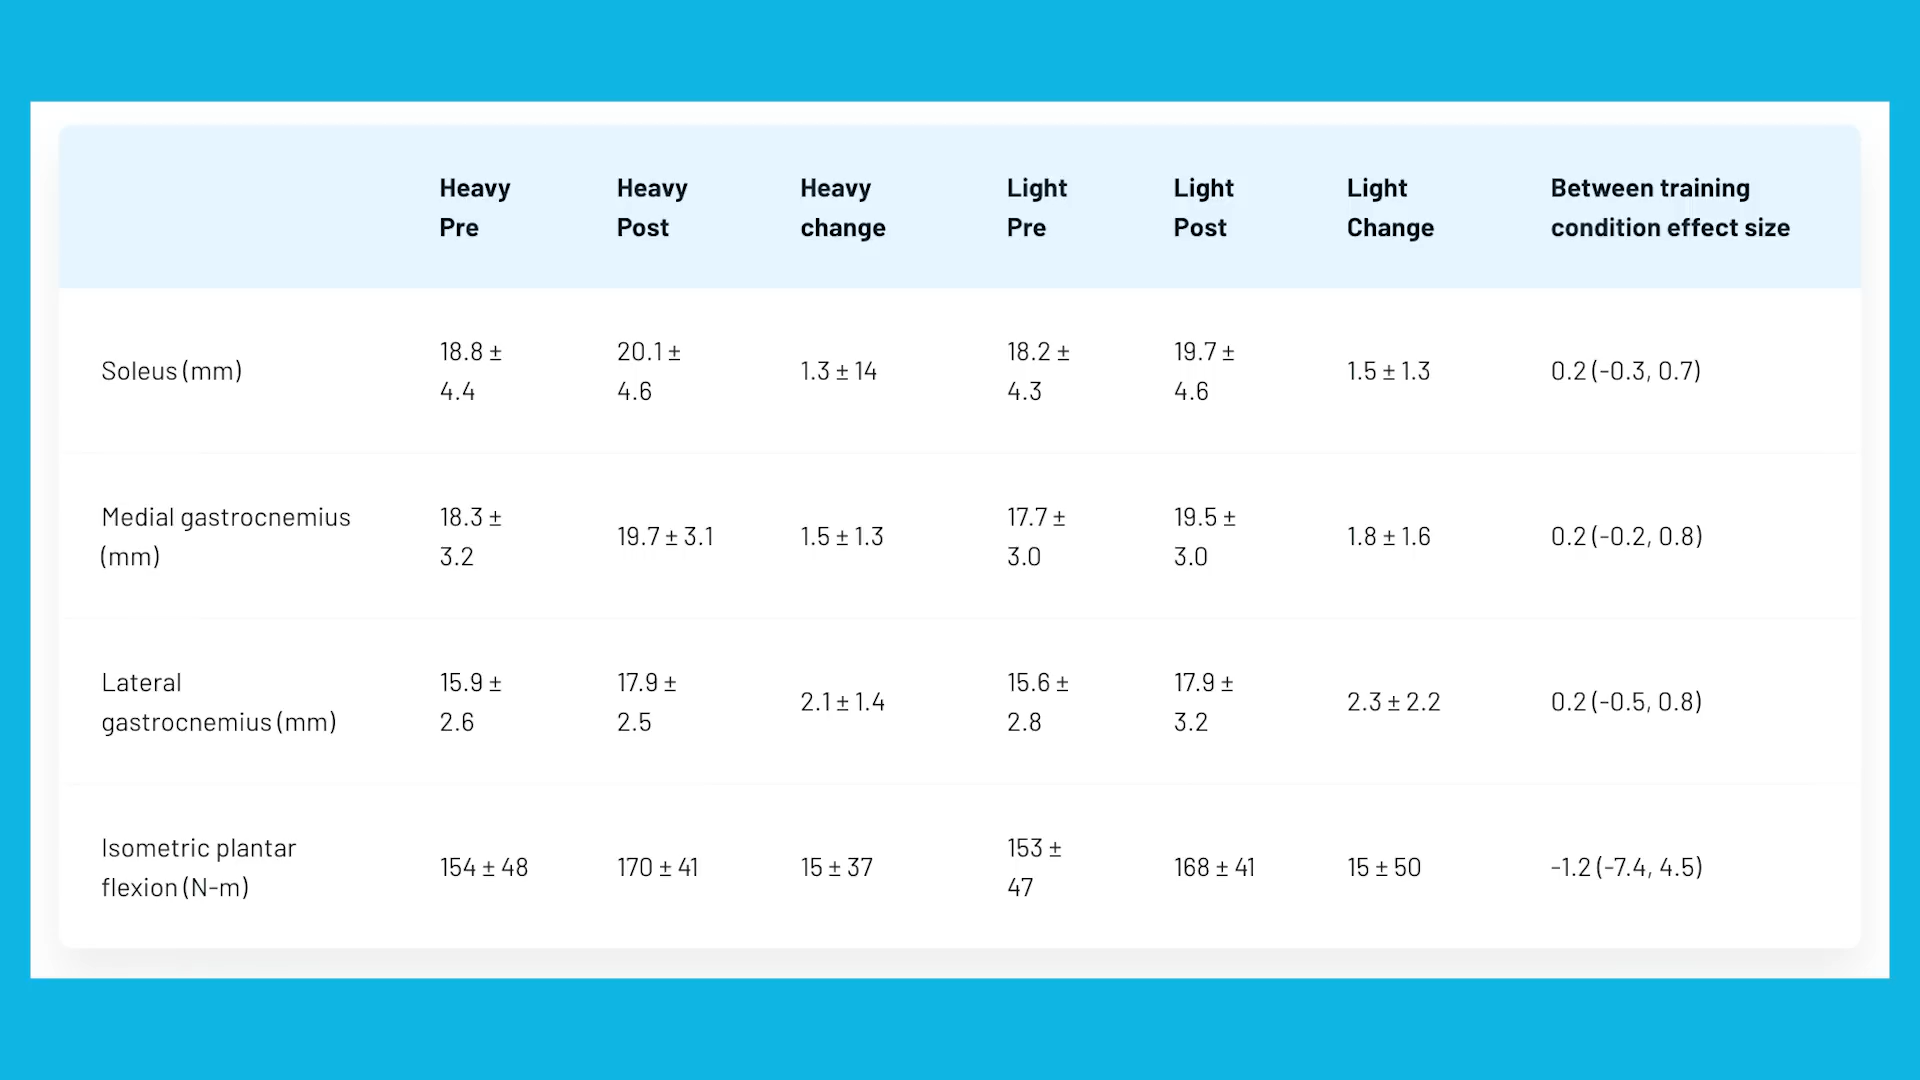 Heavy Pre	Heavy Post	Heavy change	Light Pre	Light Post	Light Change	Between training condition effect size
Soleus (mm)	18.8 ± 4.4	20.1 ± 4.6	1.3 ± 14	18.2 ± 4.3	19.7 ± 4.6	1.5 ± 1.3	0.2 (-0.3, 0.7)
Medial gastrocnemius (mm)	18.3 ± 3.2	19.7 ± 3.1	1.5 ± 1.3	17.7 ± 3.0	19.5 ± 3.0	1.8 ± 1.6	0.2 (-0.2, 0.8)
Lateral gastrocnemius (mm)	15.9 ± 2.6	17.9 ± 2.5	2.1 ± 1.4	15.6 ± 2.8	17.9 ± 3.2	2.3 ± 2.2	0.2 (-0.5, 0.8)
Isometric plantar flexion (N-m)	154 ± 48	170 ± 41	15 ± 37	153 ± 47	168 ± 41	15 ± 50	-1.2 (-7.4, 4.5)